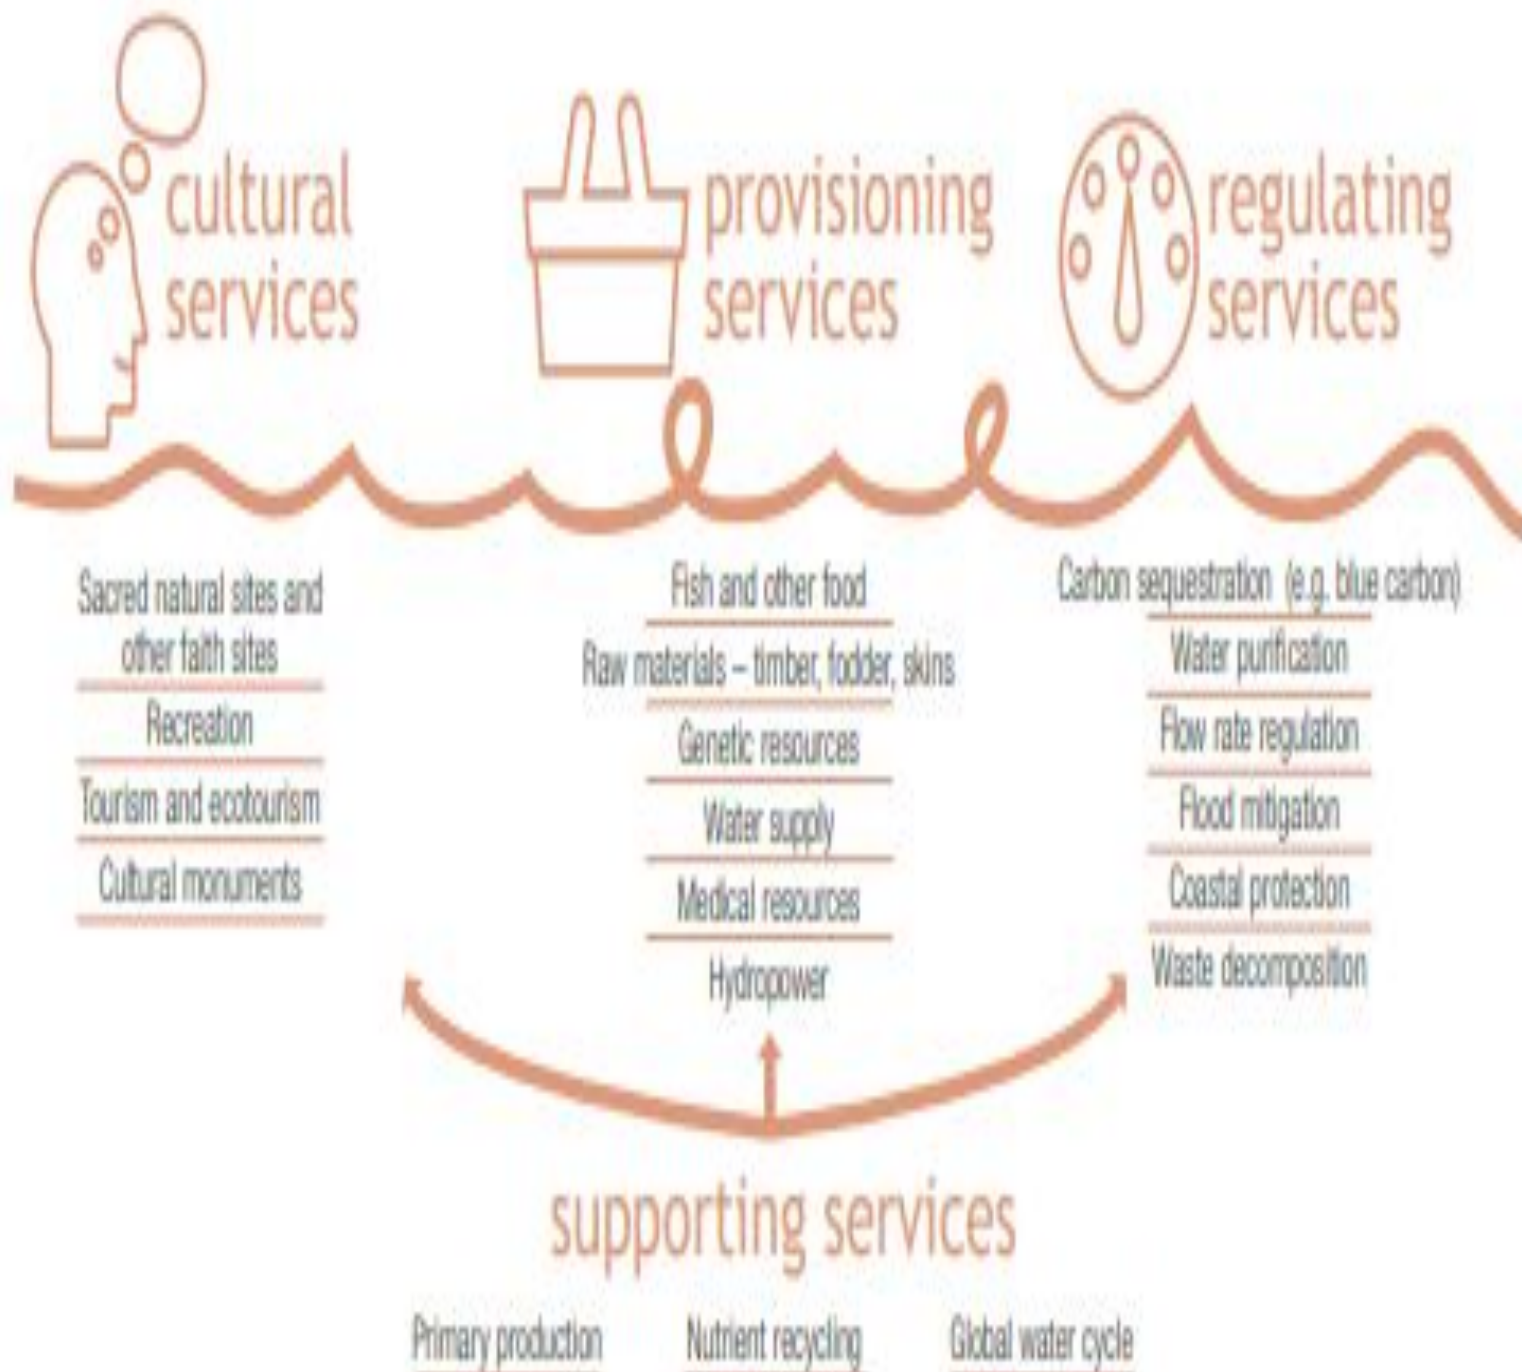 cultural
services
Sacred natural sites and
other faith sites
Recreation
Tourism and ecotourism
Cultural monuments
provisioning
services
Fish and other food
Raw materials – timber, fodder, skins
Genetic resources
Water supply
Medical resources
Hydropower
regulating
services
Carbon sequestration (e.g. blue carbon)
Water purification
Flow rate regulation
Flood mitigation
Coastal protection
Waste decomposition
supporting services
Primary production
Nutrient recycling
Global water cycle